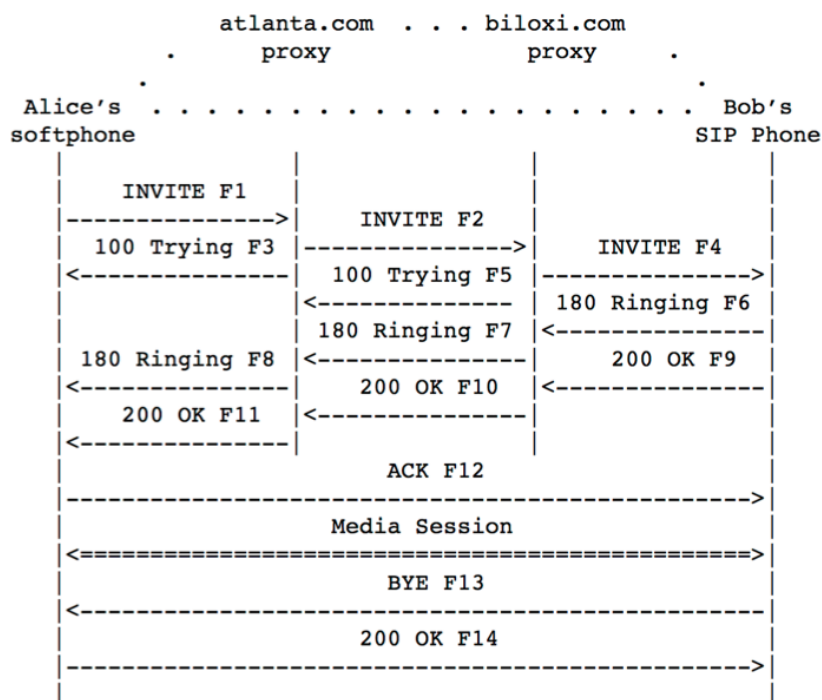 atlanta.com . . . biloxi.com
. proxy proxy .
. .
Alice's . . . . . . . . . . . . . . . . . . . . Bob's
softphone SIP Phone
| | | |
| INVITE F1 | | |
|--------------->| INVITE F2 | |
| 100 Trying F3 |--------------->| INVITE F4 |
|<---------------| 100 Trying F5 |--------------->|
| |<--------------- | 180 Ringing F6 |
| | 180 Ringing F7 |<---------------|
| 180 Ringing F8 |<---------------| 200 OK F9 |
|<---------------| 200 OK F10 |<---------------|
| 200 OK F11 |<---------------| |
|<---------------| | |
| ACK F12 |
|------------------------------------------------->|
| Media Session |
|<================================================>|
| BYE F13 |
|<-------------------------------------------------|
| 200 OK F14 |
|------------------------------------------------->|
| |